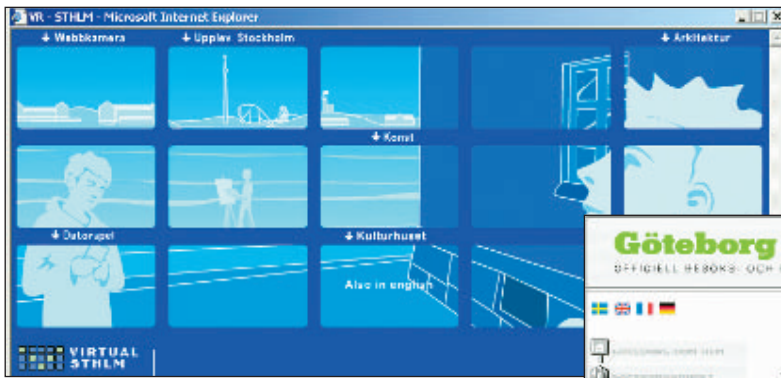 VR - STHLM - Microsoft Internet Explorer
Webbkamera
Upplev Stockholm
Arkitektur
Konst
Datorspel
Kulturhuset
Also in english
VIRTUAL
STHLM
Göteborg
OFFICIELL BESÖKS- OCH